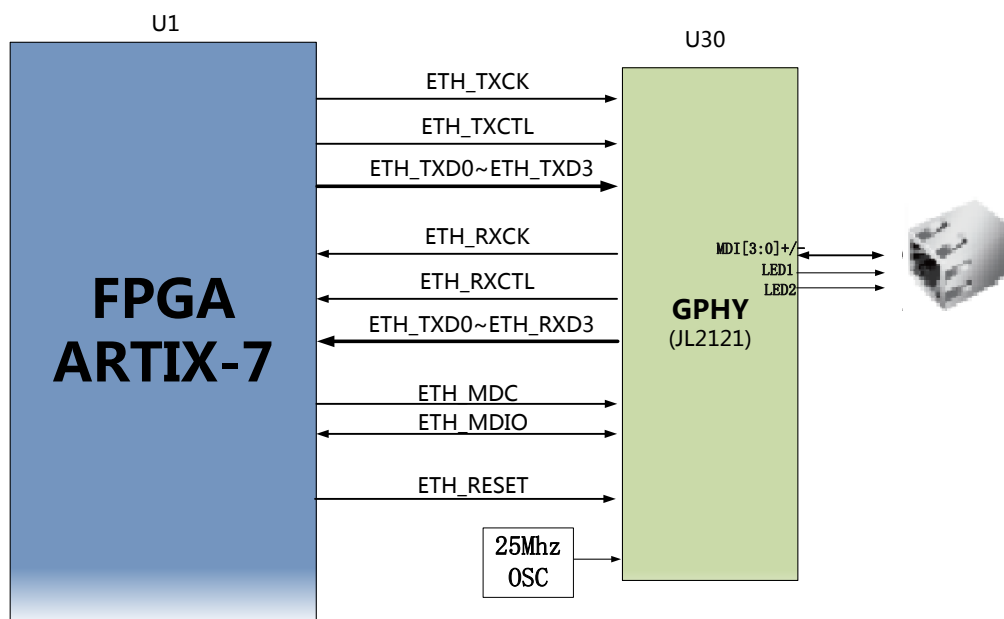 U1
U30
ETH_TXCK
ETH_TXCTL
ETH_TXD0~ETH_TXD3
ETH_RXCK
ETH_RXCTL
ETH_TXD0~ETH_RXD3
ETH_MDC
ETH_MDIO
ETH_RESET
FPGA
ARTIX-7
MDI[3:0]+/-
LED1
LED2
GPHY
(JL2121)
25Mhz
OSC